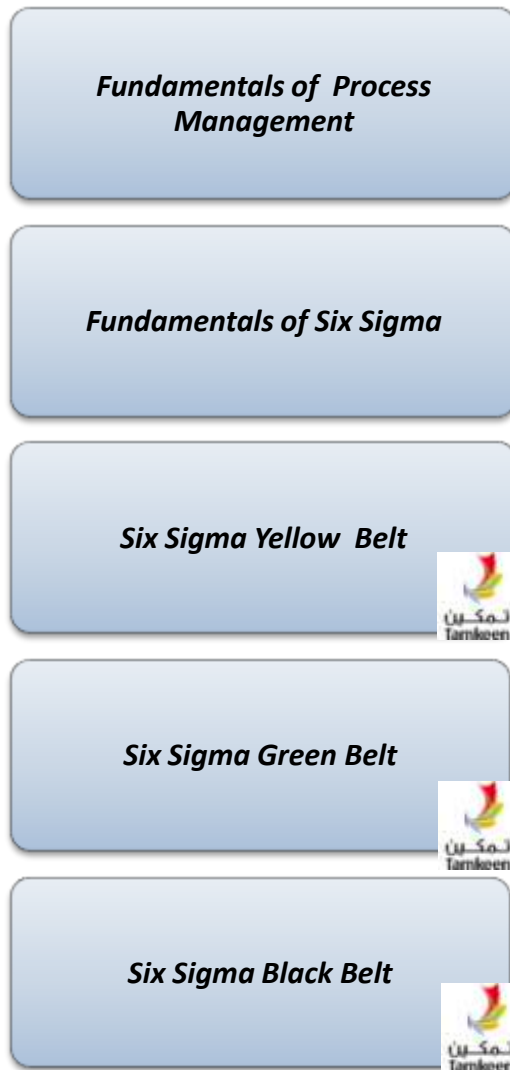 Fundamentals of Process
Management
Fundamentals of Six Sigma
Six Sigma Yellow Belt
تمكين
Tamkeen
Six Sigma Green Belt
تمكين
Tamkeen
Six Sigma Black Belt
تمكين
Tamkeen